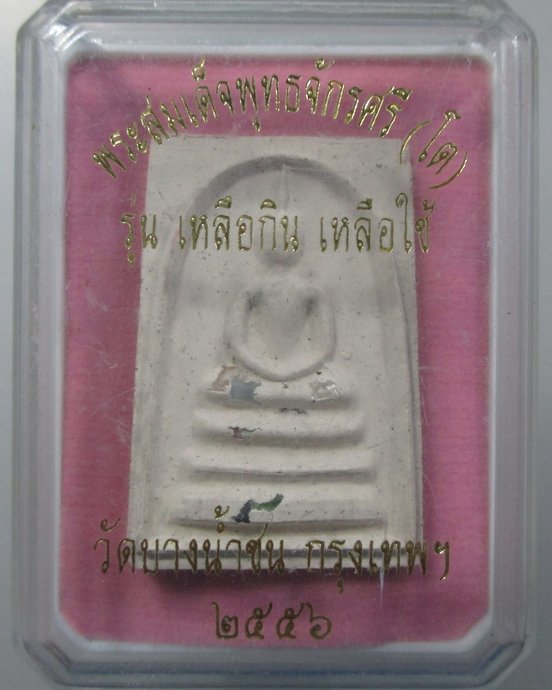 พระสมเด็จพุทธจักรศรี (โต)
รุ่น เหลือกิน เหลือใช้
วัดบางน้ำชน กรุงเทพฯ
๒๕๕๖